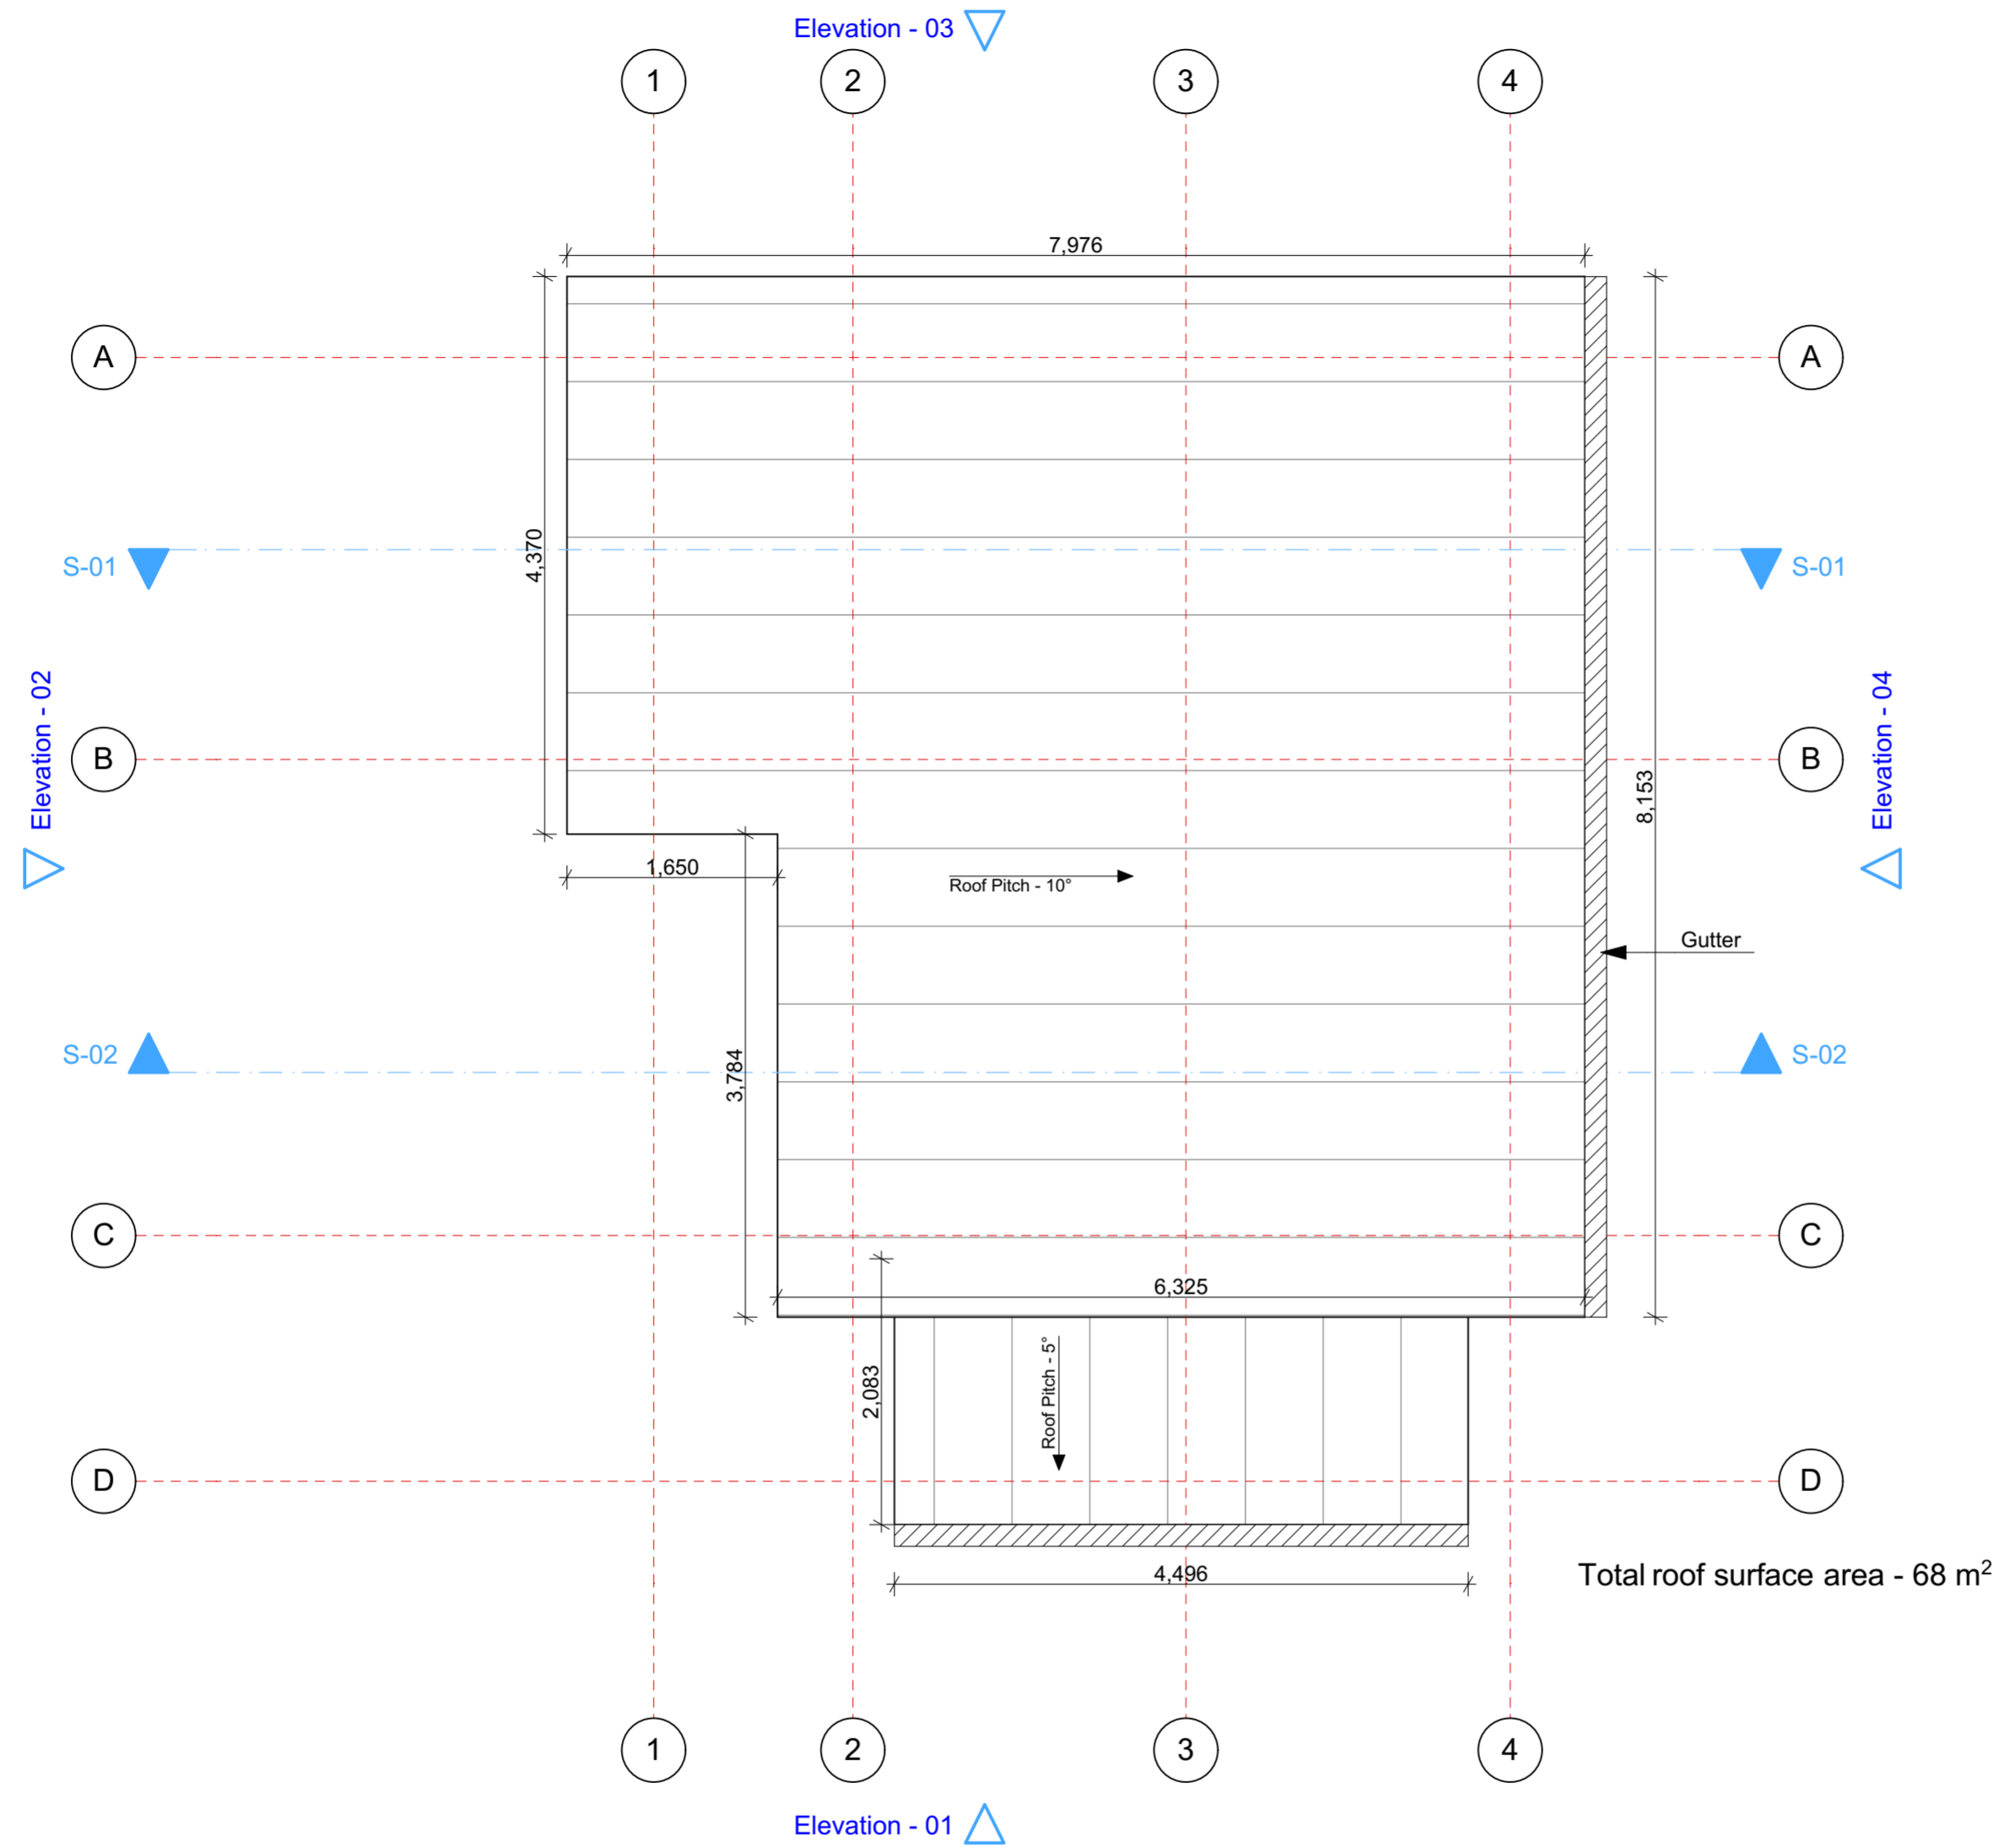 Elevation - 03
1
2
3
4
7,976
A
A
4,370
S-01
S-01
Elevation - 02
Elevation - 04
B
B
8,153
1,650
Roof Pitch - 10°
Gutter
S-02
S-02
3,784
C
C
6,325
2,083
Roof Pitch - 5°
D
D
4,496
Total roof surface area - 68 m²
1
2
3
4
Elevation - 01